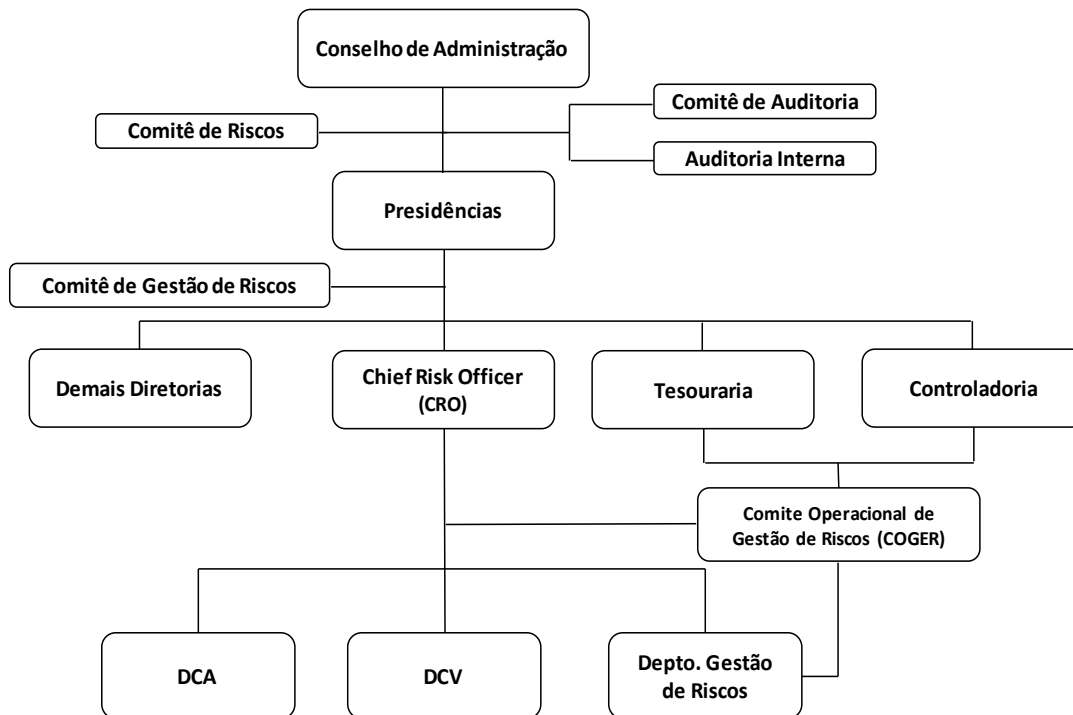 Conselho de Administração
Comitê de Auditoria
Comitê de Riscos
Auditoria Interna
Presidências
Comitê de Gestão de Riscos
Demais Diretorias
Chief Risk Officer
(CRO)
Tesouraria
Controladoria
Comite Operacional de
Gestão de Riscos (COGER)
DCA
DCV
Depto. Gestão
de Riscos